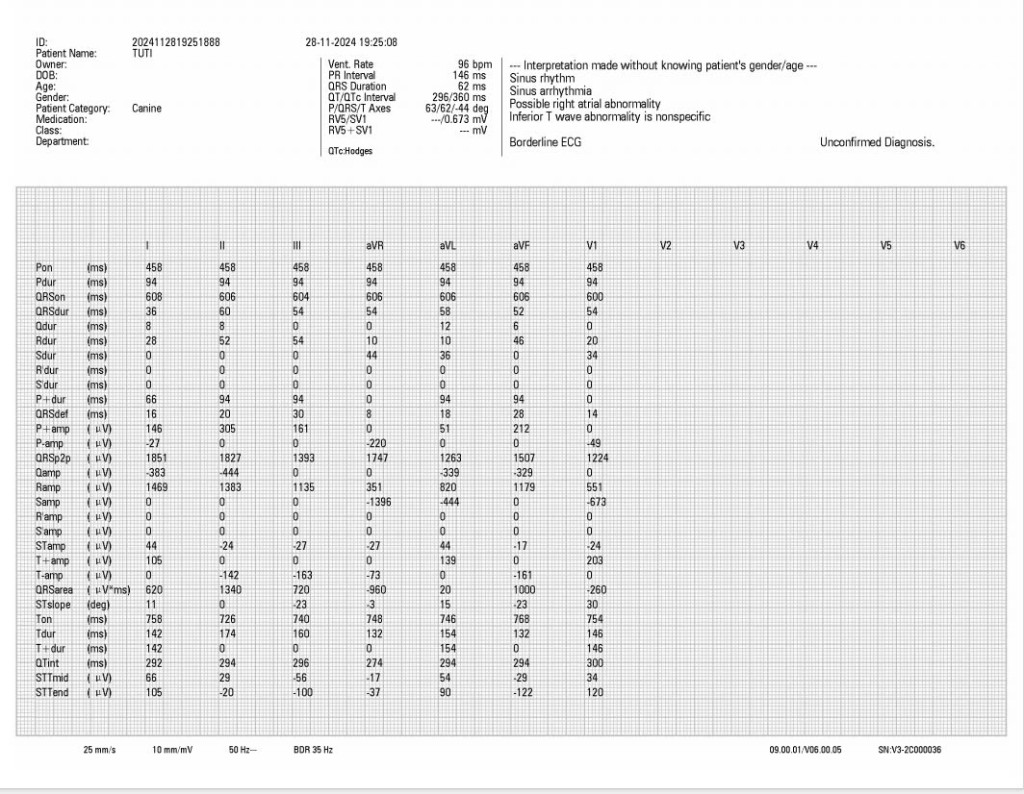 ID: 2024112819251888 28-11-2024 19:25:08
Patient Name: TUTI
Owner:
DOB:
Age:
Gender:
Patient Category: Canine
Medication:
Class:
Department:
Vent. Rate 96 bpm
PR Interval 146 ms
QRS Duration 62 ms
QT/QTc Interval 296/360 ms
P/QRS/T Axes 63/62/-44 deg
RV5/SV1 ---/0.673 mV
RV5+SV1 --- mV
QTc:Hodges
--- Interpretation made without knowing patient's gender/age ---
Sinus rhythm
Sinus arrhythmia
Possible right atrial abnormality
Inferior T wave abnormality is nonspecific
Borderline ECG Unconfirmed Diagnosis.
I II III aVR aVL aVF V1 V2 V3 V4 V5 V6
Pon (ms) 458 458 458 458 458 458 458
Pdur (ms) 94 94 94 94 94 94 94
QRSon (ms) 608 606 604 606 606 606 600
QRSdur (ms) 36 60 54 54 58 52 54
Qdur (ms) 8 8 0 0 12 6 0
Rdur (ms) 28 52 54 10 10 46 20
Sdur (ms) 0 0 0 44 36 0 34
R'dur (ms) 0 0 0 0 0 0 0
S'dur (ms) 0 0 0 0 0 0 0
P+dur (ms) 66 94 94 0 94 94 0
QRSdef (ms) 16 20 30 8 18 28 14
P+amp (μV) 146 305 161 0 51 212 0
P-amp (μV) -27 0 0 -220 0 0 -49
QRSp2p (μV) 1851 1827 1393 1747 1263 1507 1224
Qamp (μV) -383 -444 0 0 -339 -329 0
Ramp (μV) 1469 1383 1135 351 820 1179 551
Samp (μV) 0 0 0 -1396 -444 0 -673
R'amp (μV) 0 0 0 0 0 0 0
S'amp (μV) 0 0 0 0 0 0 0
STamp (μV) 44 -24 -27 -27 44 -17 -24
T+amp (μV) 105 0 0 0 139 0 203
T-amp (μV) 0 -142 -163 -73 0 -161 0
QRSarea (μV*ms) 620 1340 720 -960 20 1000 -260
STslope (deg) 11 0 -23 -3 15 -23 30
Ton (ms) 758 726 740 748 746 768 754
Tdur (ms) 142 174 160 132 154 132 146
T+dur (ms) 142 0 0 0 154 0 146
QTint (ms) 292 294 296 274 294 294 300
STTmid (μV) 66 29 -56 -17 54 -29 34
STTend (μV) 105 -20 -100 -37 90 -122 120
25 mm/s 10 mm/mV 50 Hz-- BDR 35 Hz 09.00.01/V06.00.05 SN:V3-2C000036